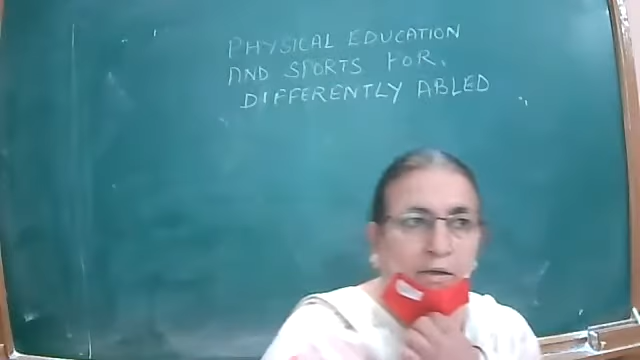 PHYSICAL EDUCATION
AND SPORTS FOR.
DIFFERENTLY ABLED